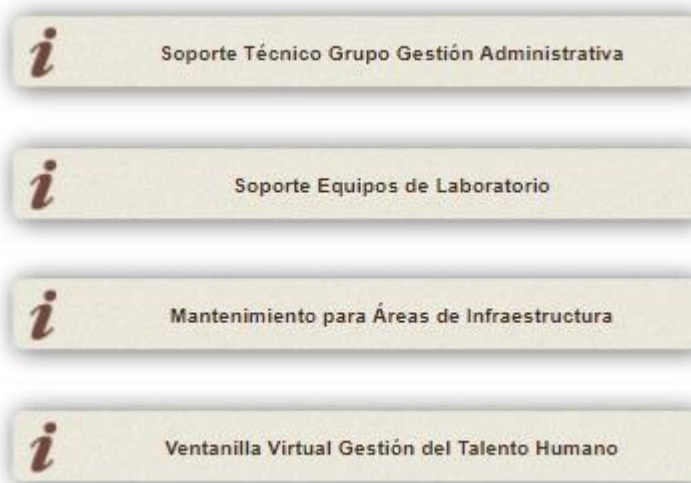 Soporte Técnico Grupo Gestión Administrativa
Soporte Equipos de Laboratorio
Mantenimiento para Áreas de Infraestructura
Ventanilla Virtual Gestión del Talento Humano